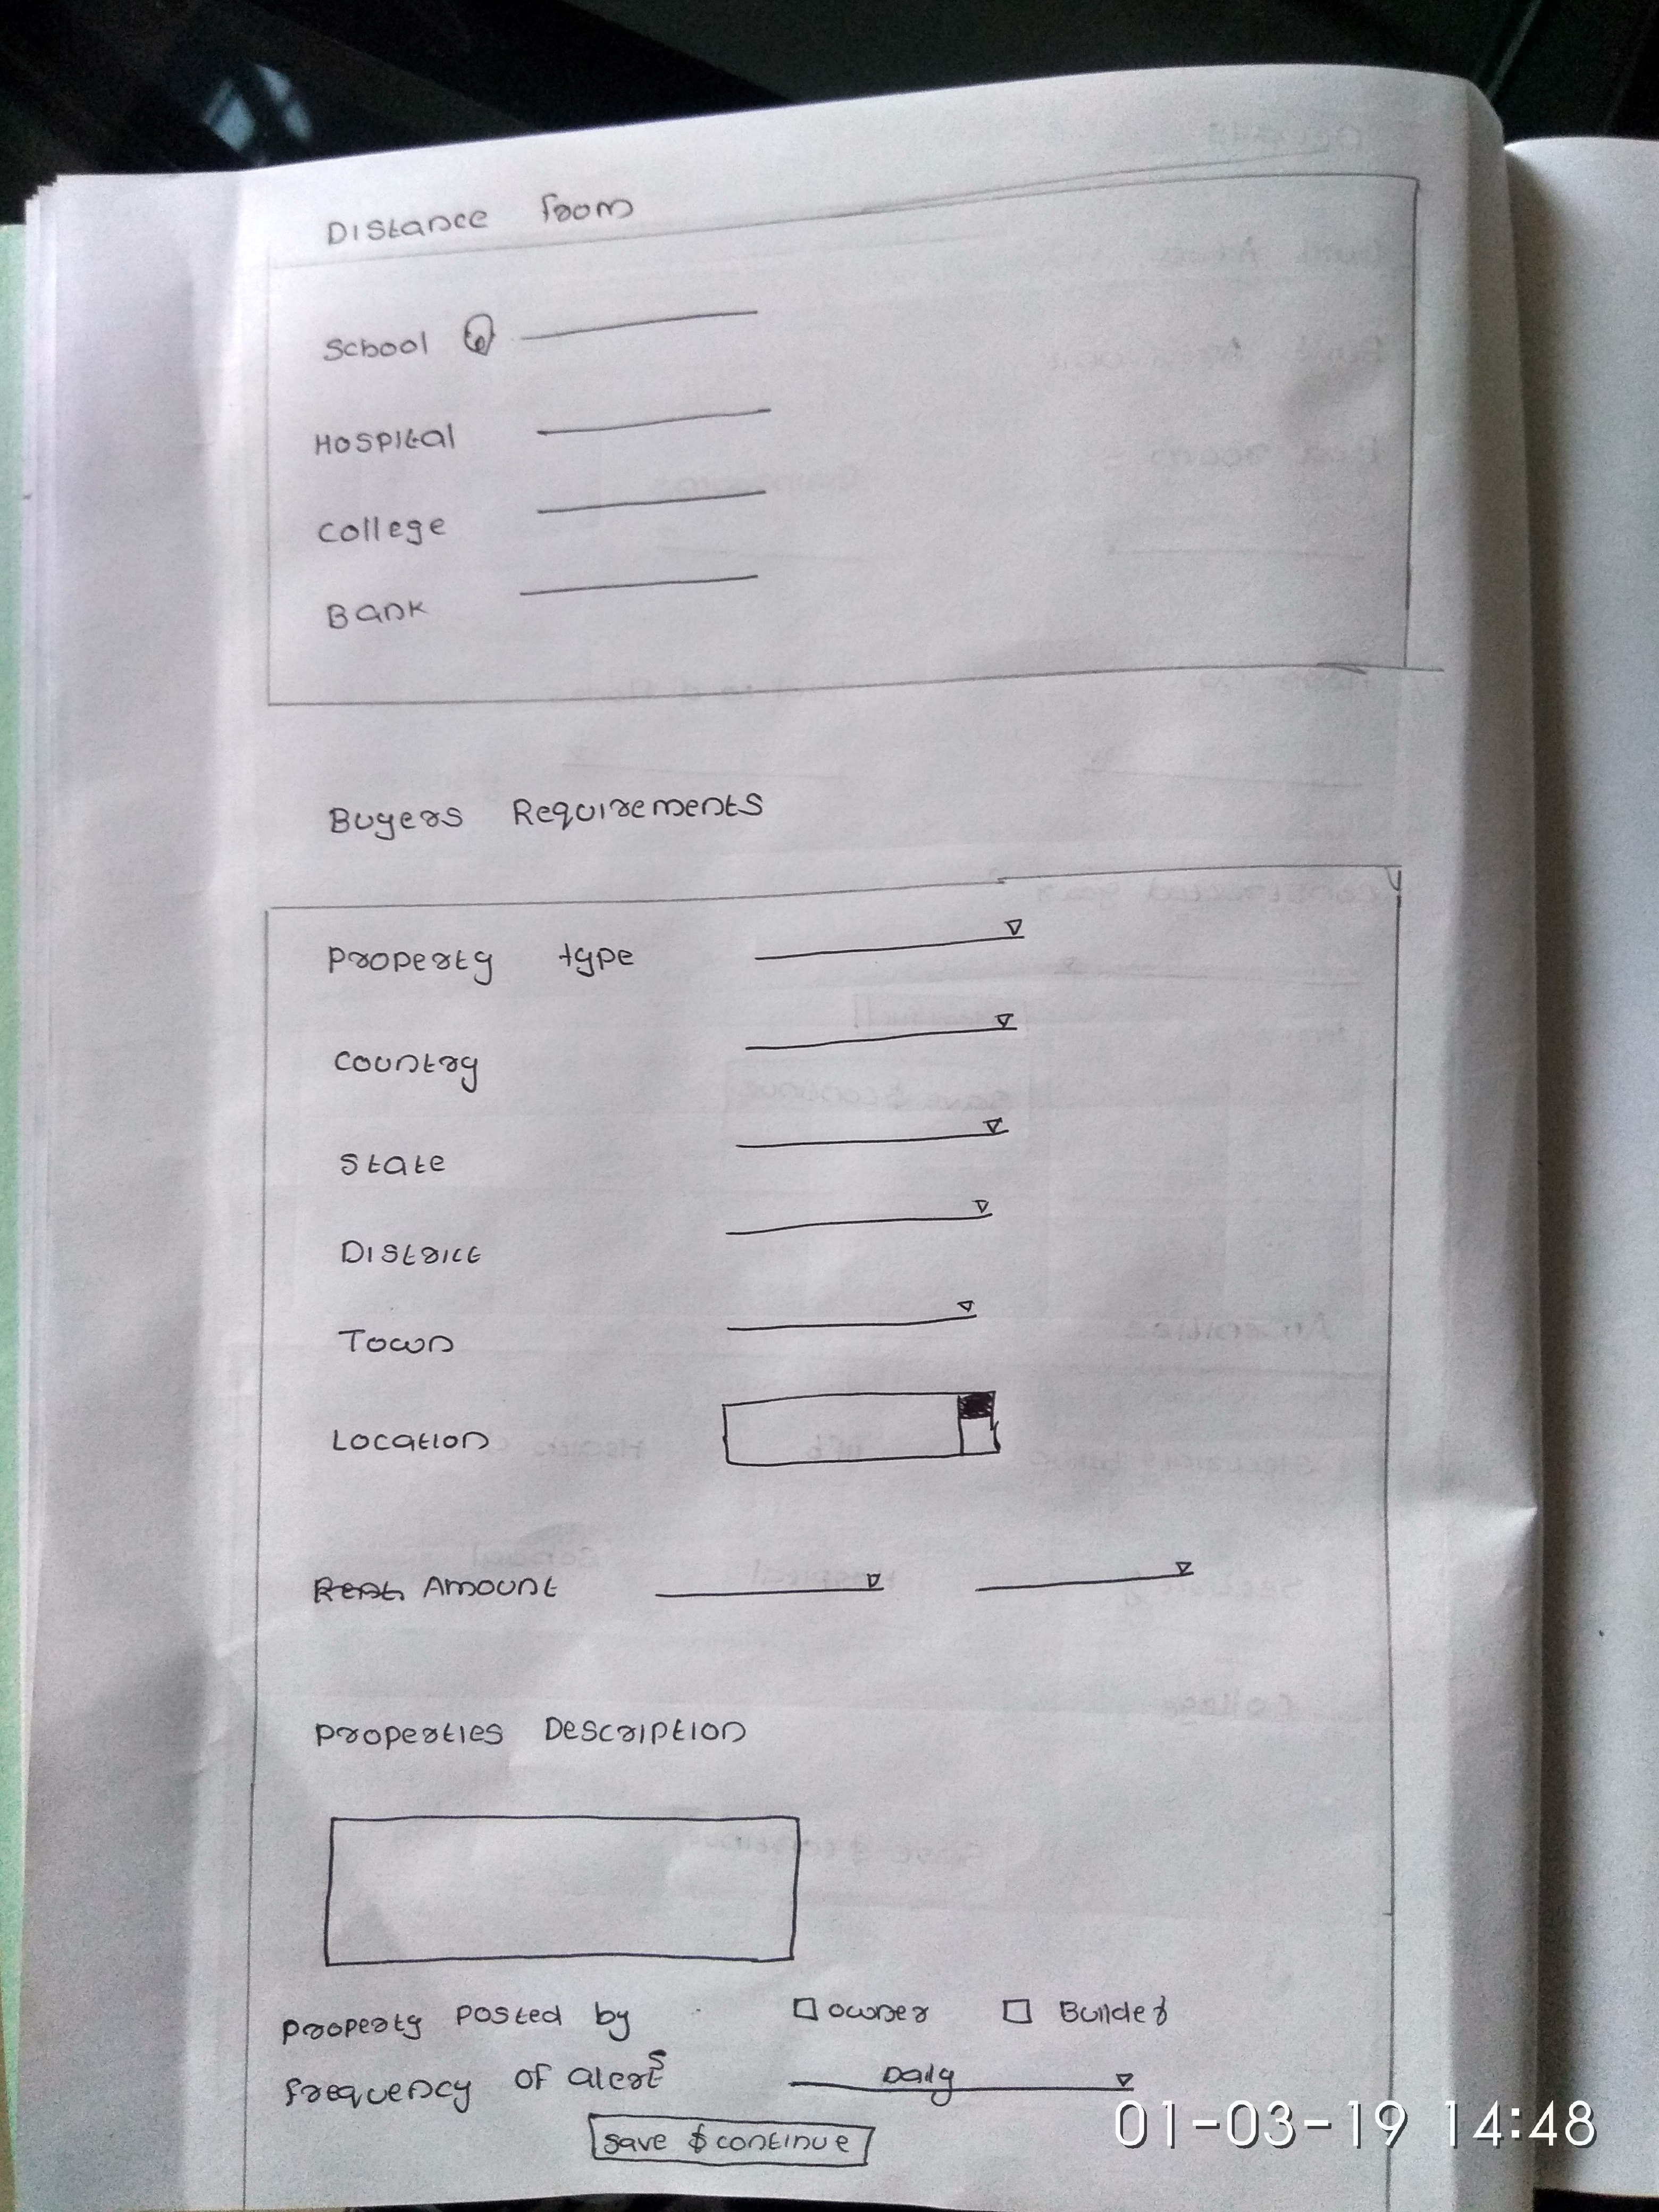 Distance from
School
Hospital
College
Bank
Buyers Requirements
Property type
Country
State
District
Town
Location
Rent Amount
Properties Description
Property posted by owner Builder
frequency of alerts Daily
save & continue
01-03-19 14:48